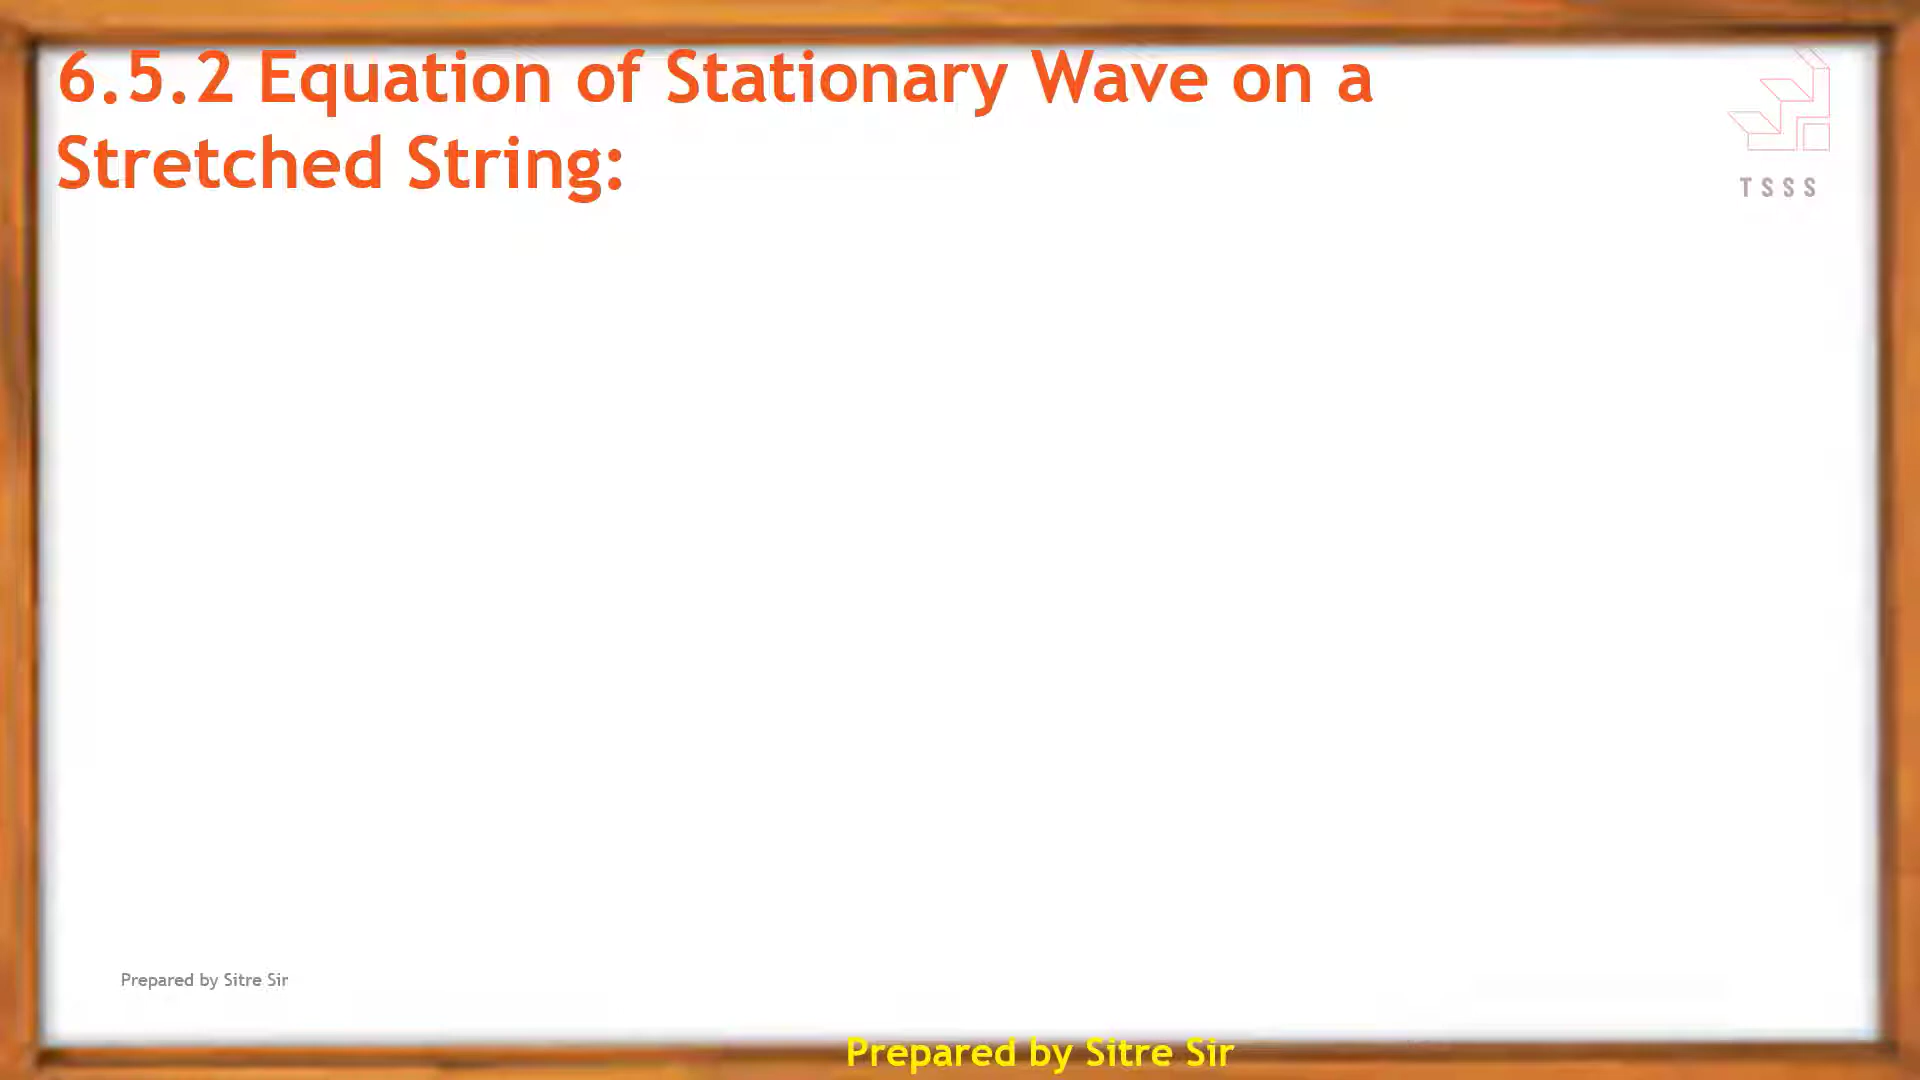 6.5.2 Equation of Stationary Wave on a
Stretched String:
TSSS
Prepared by Sitre Sir
Prepared by Sitre Sir